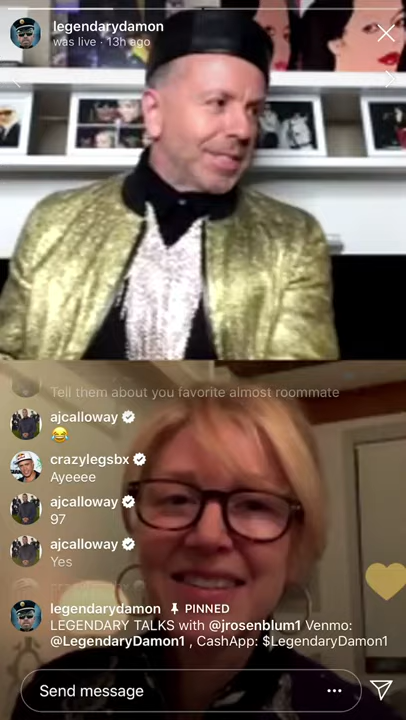 legendarydamon
was live · 13h ago
Tell them about you favorite almost roommate
ajcalloway
😂
crazylegsbx
Ayeeee
ajcalloway
97
ajcalloway
Yes
legendarydamon PINNED
LEGENDARY TALKS with @jrosenblum1 Venmo:
@LegendaryDamon1 , CashApp: $LegendaryDamon1
Send message